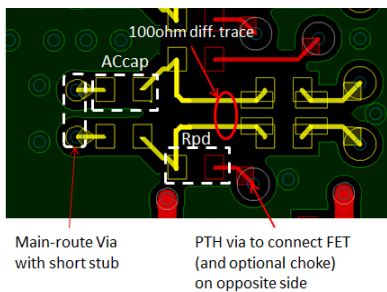 100ohm diff. trace
ACcap
Rpd
Main-route Via
with short stub
PTH via to connect FET
(and optional choke)
on opposite side